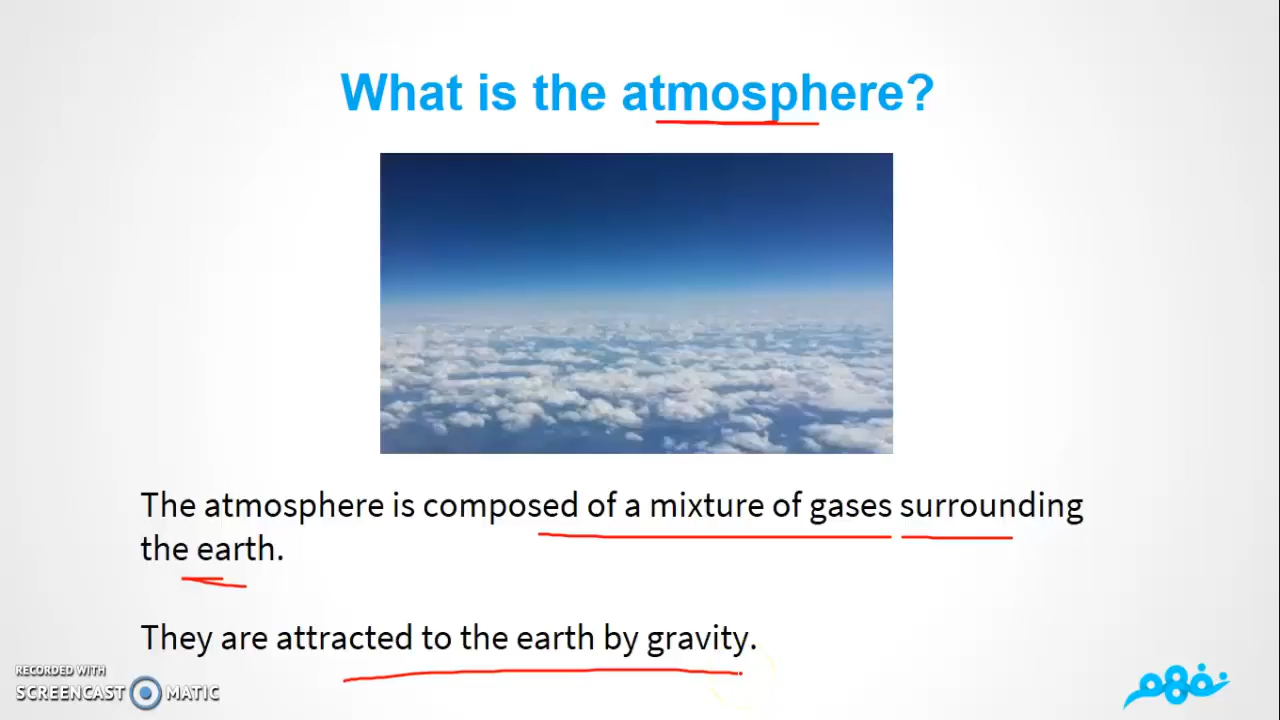 What is the atmosphere?
The atmosphere is composed of a mixture of gases surrounding
the earth.
They are attracted to the earth by gravity.
RECORDED WITH
SCREENCAST MATIC
نفهم